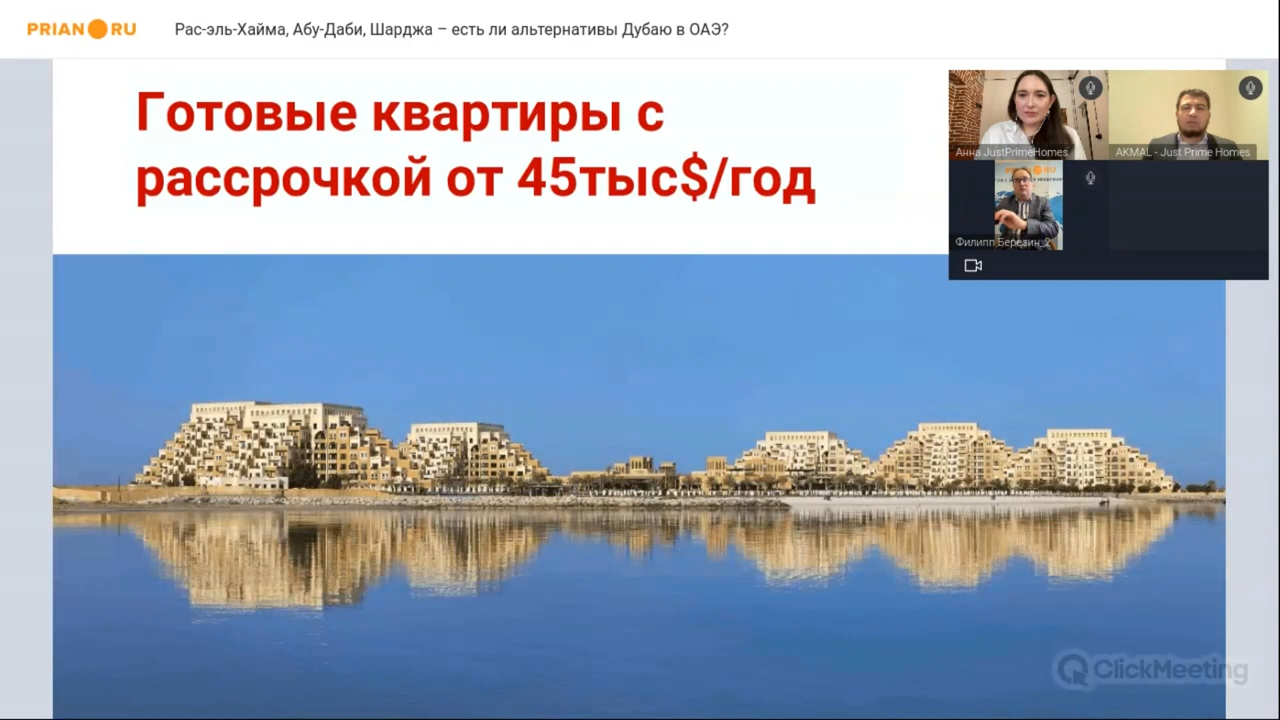 PRIAN RU
Рас-эль-Хайма, Абу-Даби, Шарджа – есть ли альтернативы Дубаю в ОАЭ?
Готовые квартиры с
рассрочкой от 45тыс$/год
Анна JustPrimeHomes
AKMAL - Just Prime Homes
Филипп Березин_2
ClickMeeting